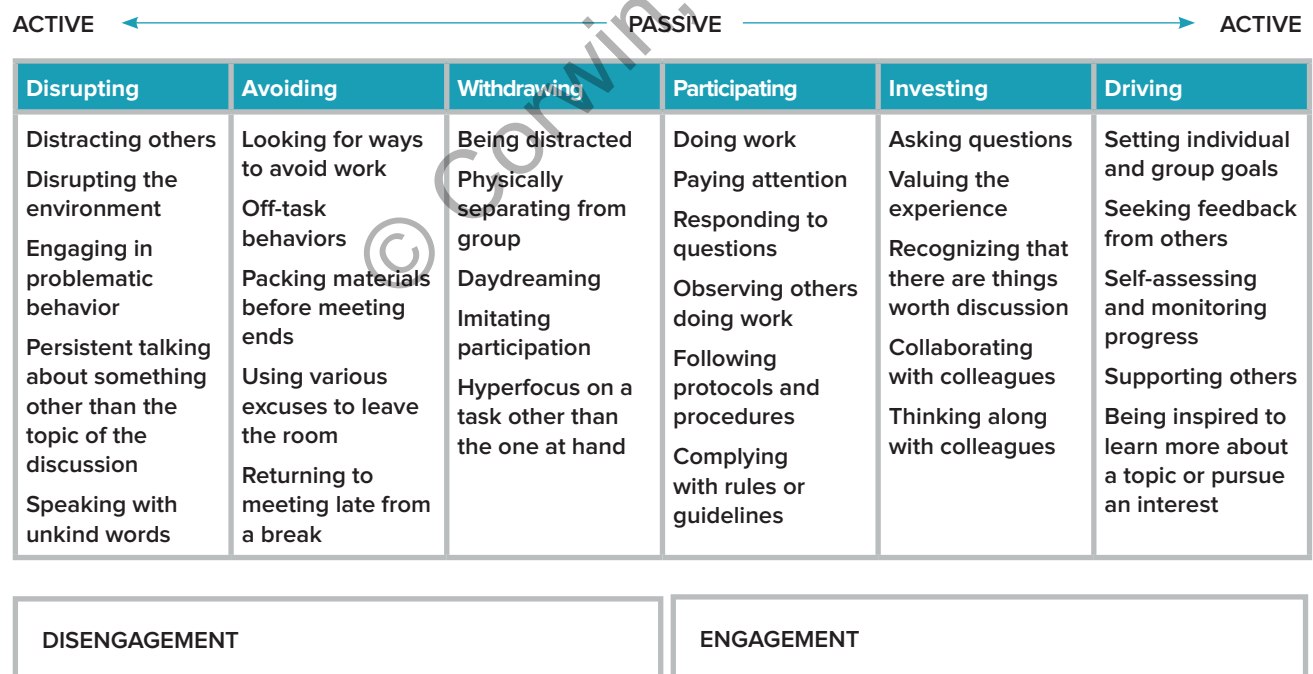 ACTIVE PASSIVE ACTIVE
Disrupting Avoiding Withdrawing Participating Investing Driving
Distracting others
Disrupting the
environment
Engaging in
problematic
behavior
Persistent talking
about something
other than the
topic of the
discussion
Speaking with
unkind words
Looking for ways
to avoid work
Off-task
behaviors
Packing materials
before meeting
ends
Using various
excuses to leave
the room
Returning to
meeting late from
a break
Being distracted
Physically
separating from
group
Daydreaming
Imitating
participation
Hyperfocus on a
task other than
the one at hand
Doing work
Paying attention
Responding to
questions
Observing others
doing work
Following
protocols and
procedures
Complying
with rules or
guidelines
Asking questions
Valuing the
experience
Recognizing that
there are things
worth discussion
Collaborating
with colleagues
Thinking along
with colleagues
Setting individual
and group goals
Seeking feedback
from others
Self-assessing
and monitoring
progress
Supporting others
Being inspired to
learn more about
a topic or pursue
an interest
DISENGAGEMENT
ENGAGEMENT
© Corwin,